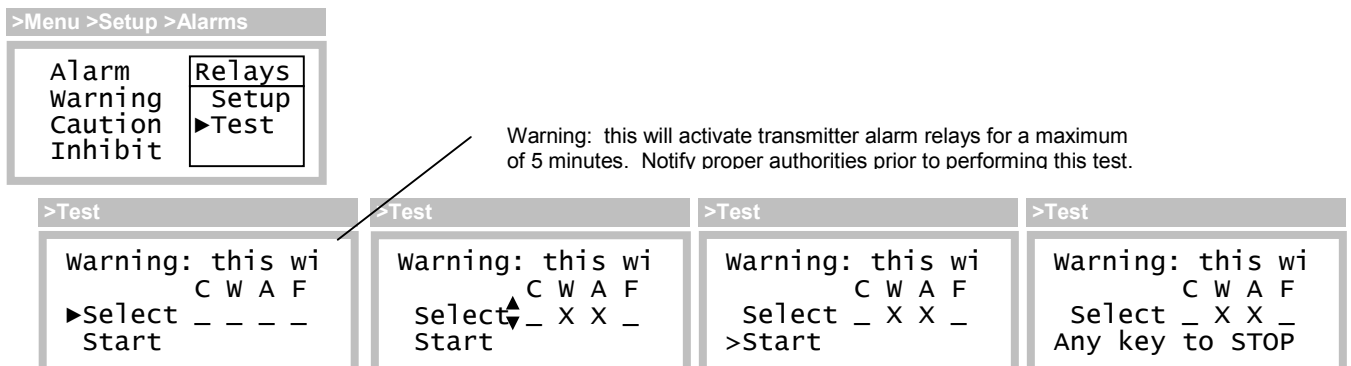 >Menu >Setup >Alarms
Alarm Relays
Warning Setup
Caution ►Test
Inhibit
Warning: this will activate transmitter alarm relays for a maximum
of 5 minutes. Notify proper authorities prior to performing this test.
>Test
Warning: this wi
C W A F
►Select _ _ _ _
Start
>Test
Warning: this wi
C W A F
Select _ X X _
Start
>Test
Warning: this wi
C W A F
Select _ X X _
>Start
>Test
Warning: this wi
C W A F
Select _ X X _
Any key to STOP